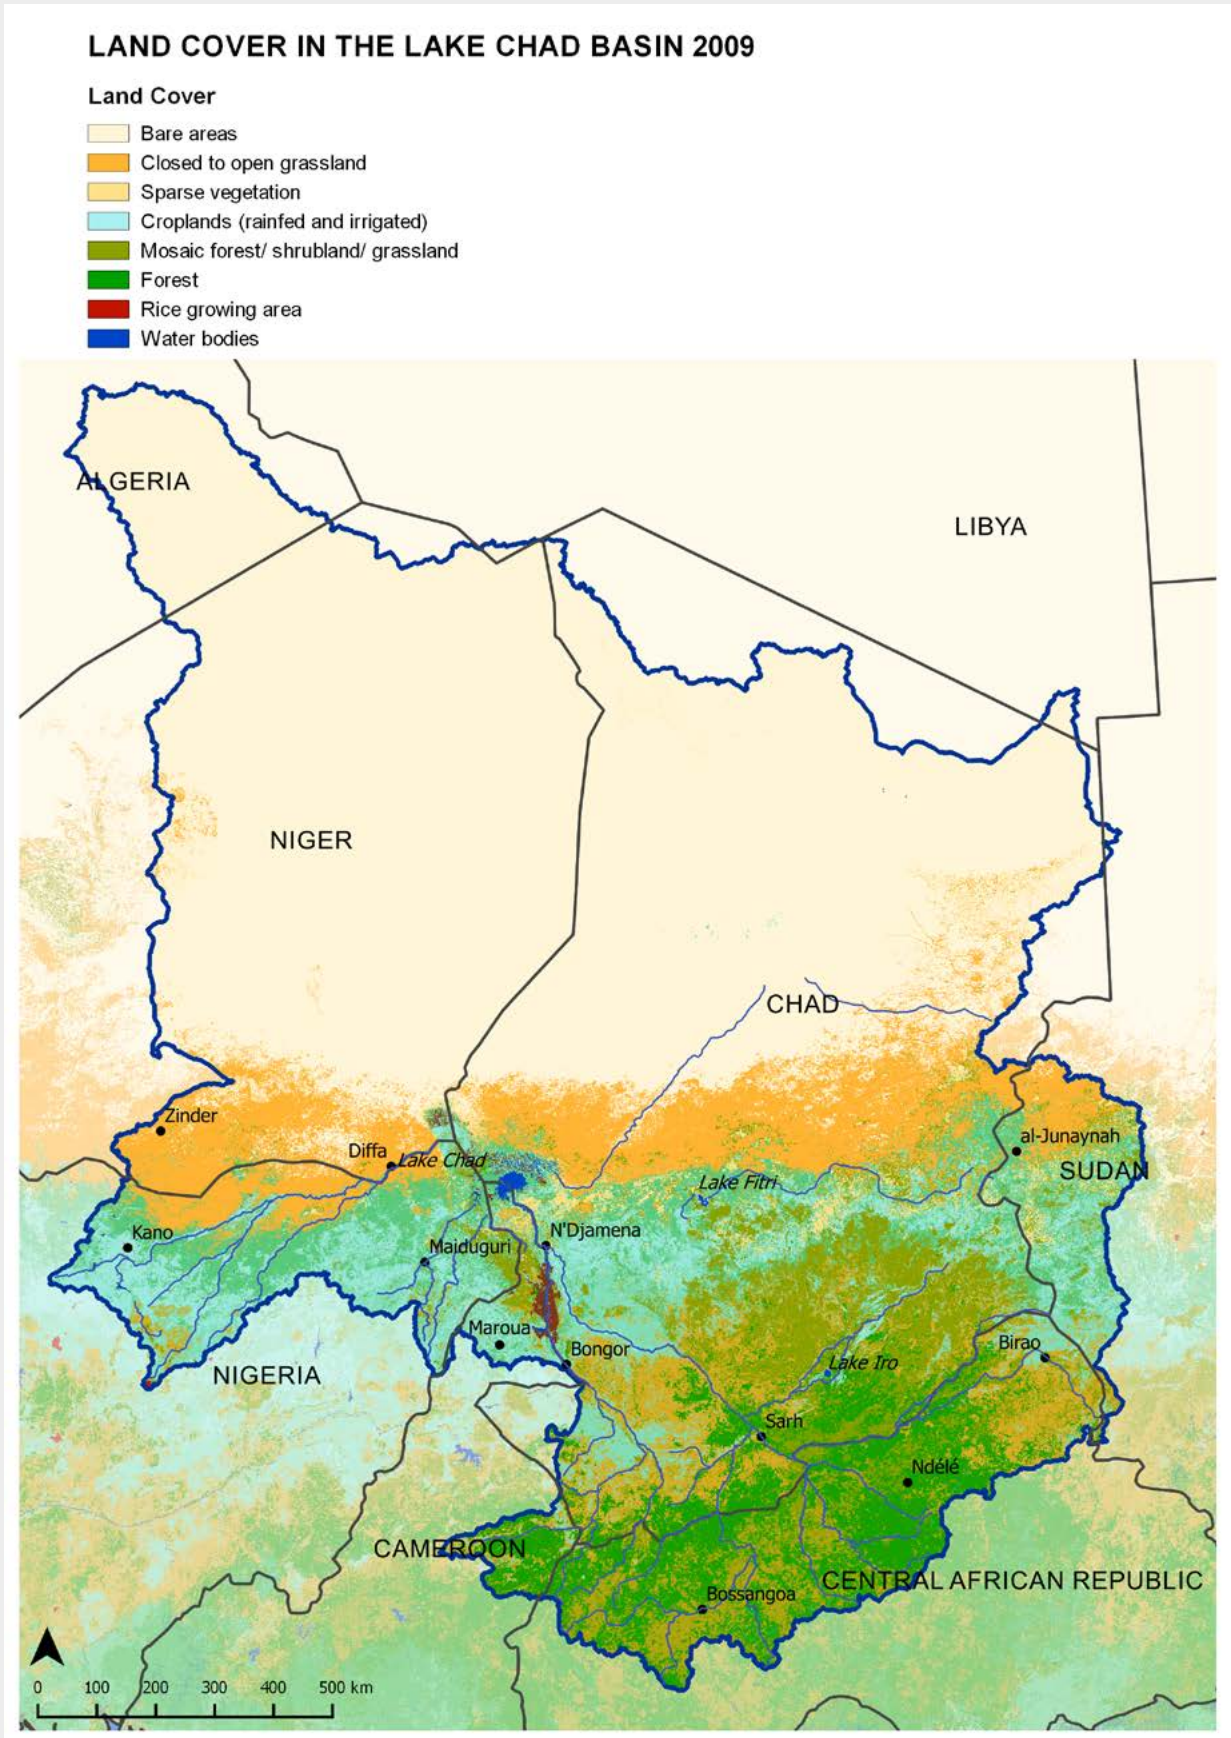 LAND COVER IN THE LAKE CHAD BASIN 2009
Land Cover
Bare areas
Closed to open grassland
Sparse vegetation
Croplands (rainfed and irrigated)
Mosaic forest/ shrubland/ grassland
Forest
Rice growing area
Water bodies
ALGERIA
LIBYA
NIGER
CHAD
Zinder
Diffa
Lake Chad
al-Junaynah
SUDAN
Lake Fitri
Kano
N'Djamena
Maiduguri
Maroua
Bongor
Birao
Lake Iro
NIGERIA
Sarh
Ndélé
CAMEROON
CENTRAL AFRICAN REPUBLIC
Bossangoa
0 100 200 300 400 500 km